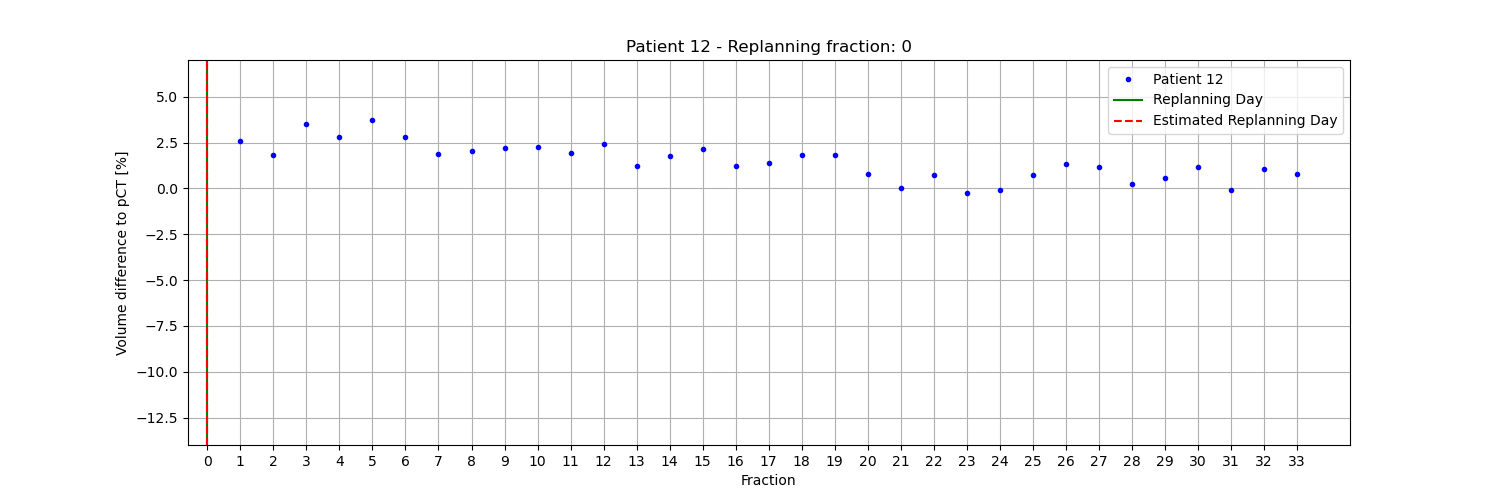 Patient 12 - Replanning fraction: 0
Patient 12
Replanning Day
Estimated Replanning Day
Volume difference to pCT [%]
5.0
2.5
0.0
−2.5
−5.0
−7.5
−10.0
−12.5
0 1 2 3 4 5 6 7 8 9 10 11 12 13 14 15 16 17 18 19 20 21 22 23 24 25 26 27 28 29 30 31 32 33
Fraction